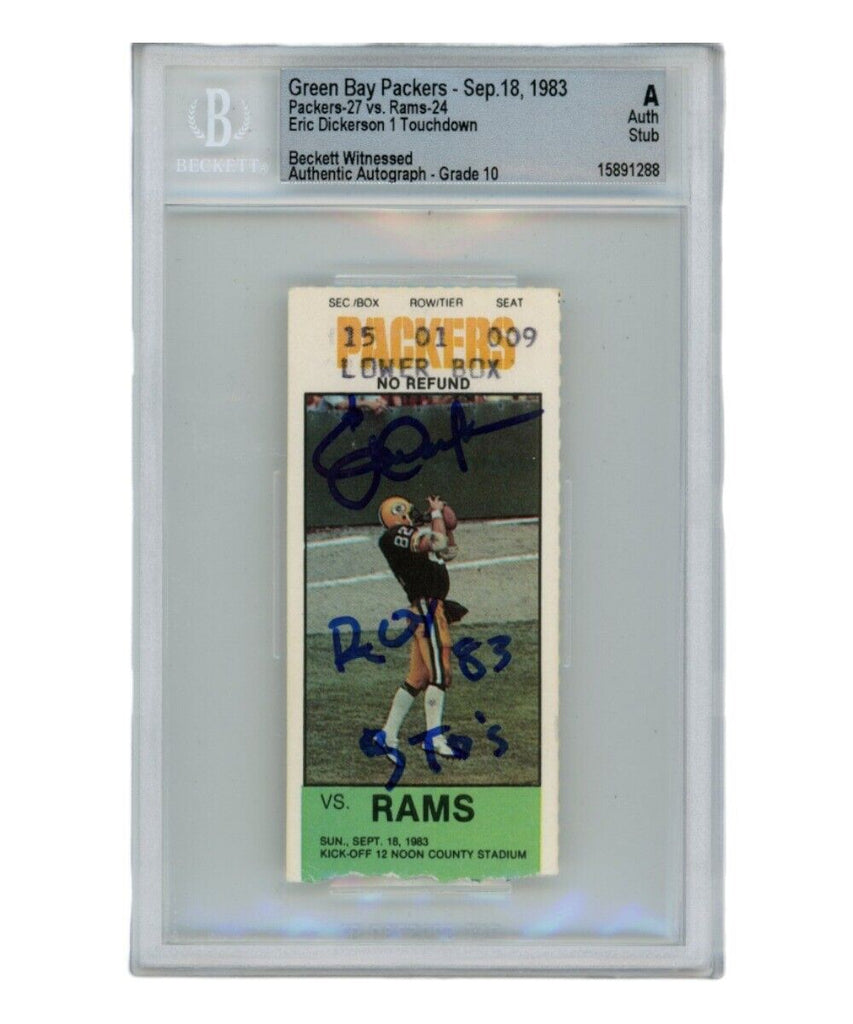 B
BECKETT
Green Bay Packers - Sep.18, 1983
Packers-27 vs. Rams-24
Eric Dickerson 1 Touchdown
Beckett Witnessed
Authentic Autograph - Grade 10
A
Auth
Stub
15891288
SEC/BOX ROW/TIER SEAT
PACKERS
15 01 009
LOWER BOX
NO REFUND
82
ROY
83
TD's
VS. RAMS
SUN., SEPT. 18, 1983
KICK-OFF 12 NOON COUNTY STADIUM